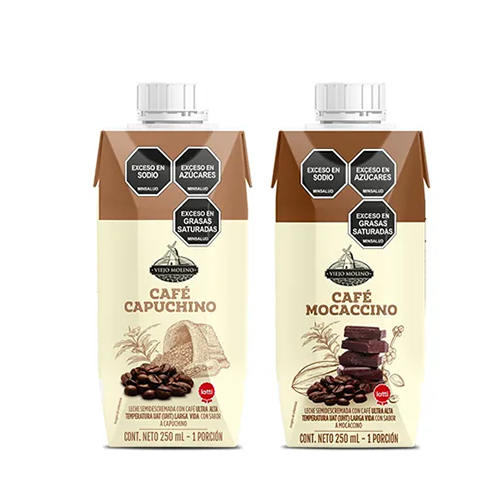 EXCESO EN
SODIO
MINSALUD
EXCESO EN
AZÚCARES
MINSALUD
EXCESO EN
GRASAS
SATURADAS
MINSALUD
VIEJO MOLINO
CAFÉ
CAPUCHINO
lotti
LECHE SEMIDESCREMADA CON CAFÉ ULTRA ALTA
TEMPERATURA UAT (UHT) LARGA VIDA CON SABOR
A CAPUCHINO
CONT. NETO 250 mL - 1 PORCIÓN
EXCESO EN
SODIO
MINSALUD
EXCESO EN
AZÚCARES
MINSALUD
EXCESO EN
GRASAS
SATURADAS
MINSALUD
VIEJO MOLINO
CAFÉ
MOCACCINO
lotti
LECHE SEMIDESCREMADA CON CAFÉ ULTRA ALTA
TEMPERATURA UAT (UHT) LARGA VIDA CON SABOR
A MOCACCINO
CONT. NETO 250 mL - 1 PORCIÓN